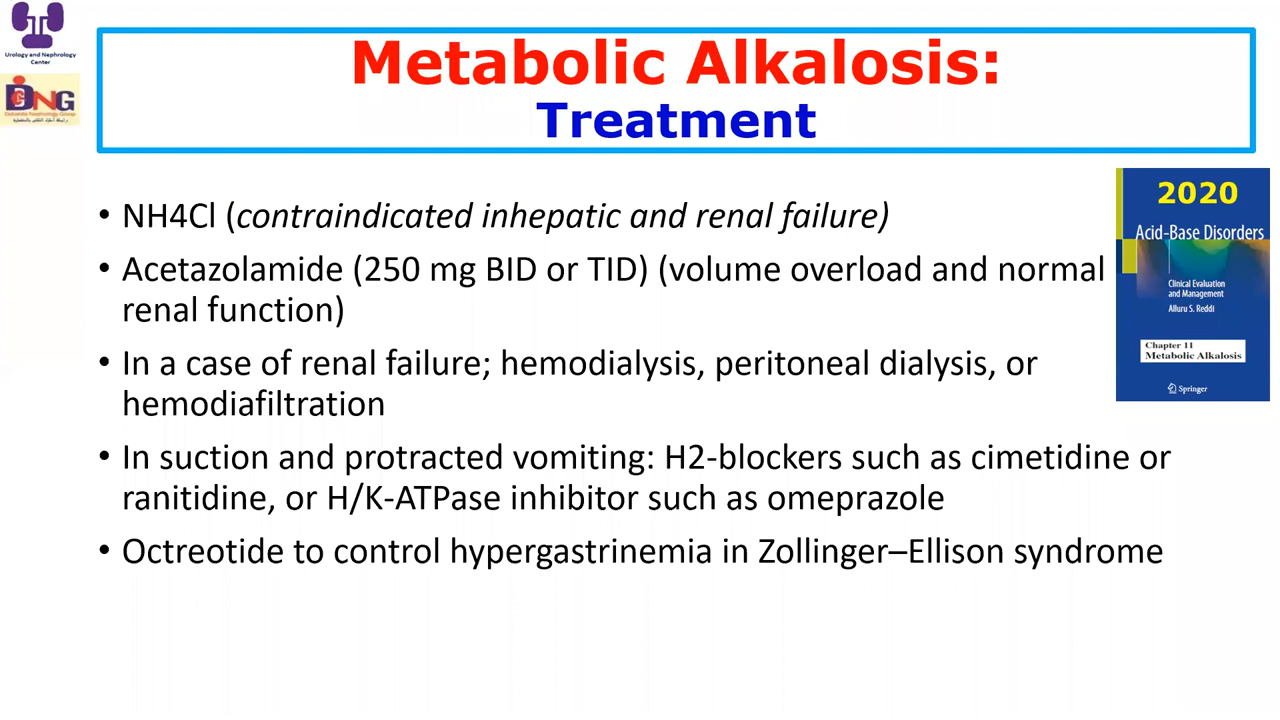 Urology and Nephrology
Center
DNG
Metabolic Alkalosis:
Treatment
• NH4Cl (contraindicated inhepatic and renal failure)
• Acetazolamide (250 mg BID or TID) (volume overload and normal
renal function)
• In a case of renal failure; hemodialysis, peritoneal dialysis, or
hemodiafiltration
• In suction and protracted vomiting: H2-blockers such as cimetidine or
ranitidine, or H/K-ATPase inhibitor such as omeprazole
• Octreotide to control hypergastrinemia in Zollinger–Ellison syndrome
2020
Acid-Base Disorders
Clinical Evaluation
and Management
Alluru S. Reddi
Chapter 11
Metabolic Alkalosis
Springer